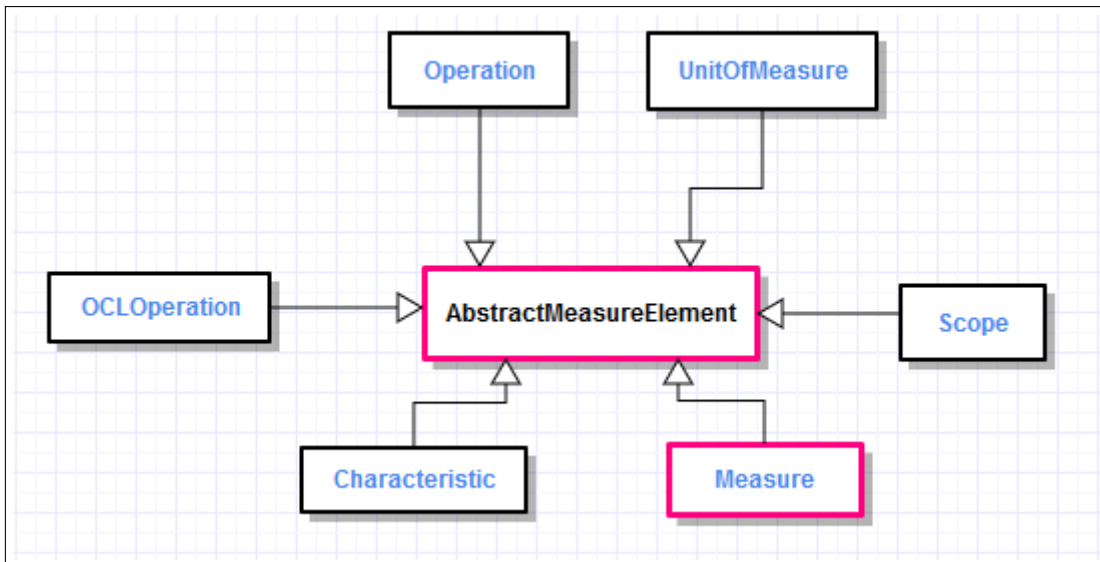 Operation
UnitOfMeasure
OCLOperation
AbstractMeasureElement
Scope
Characteristic
Measure